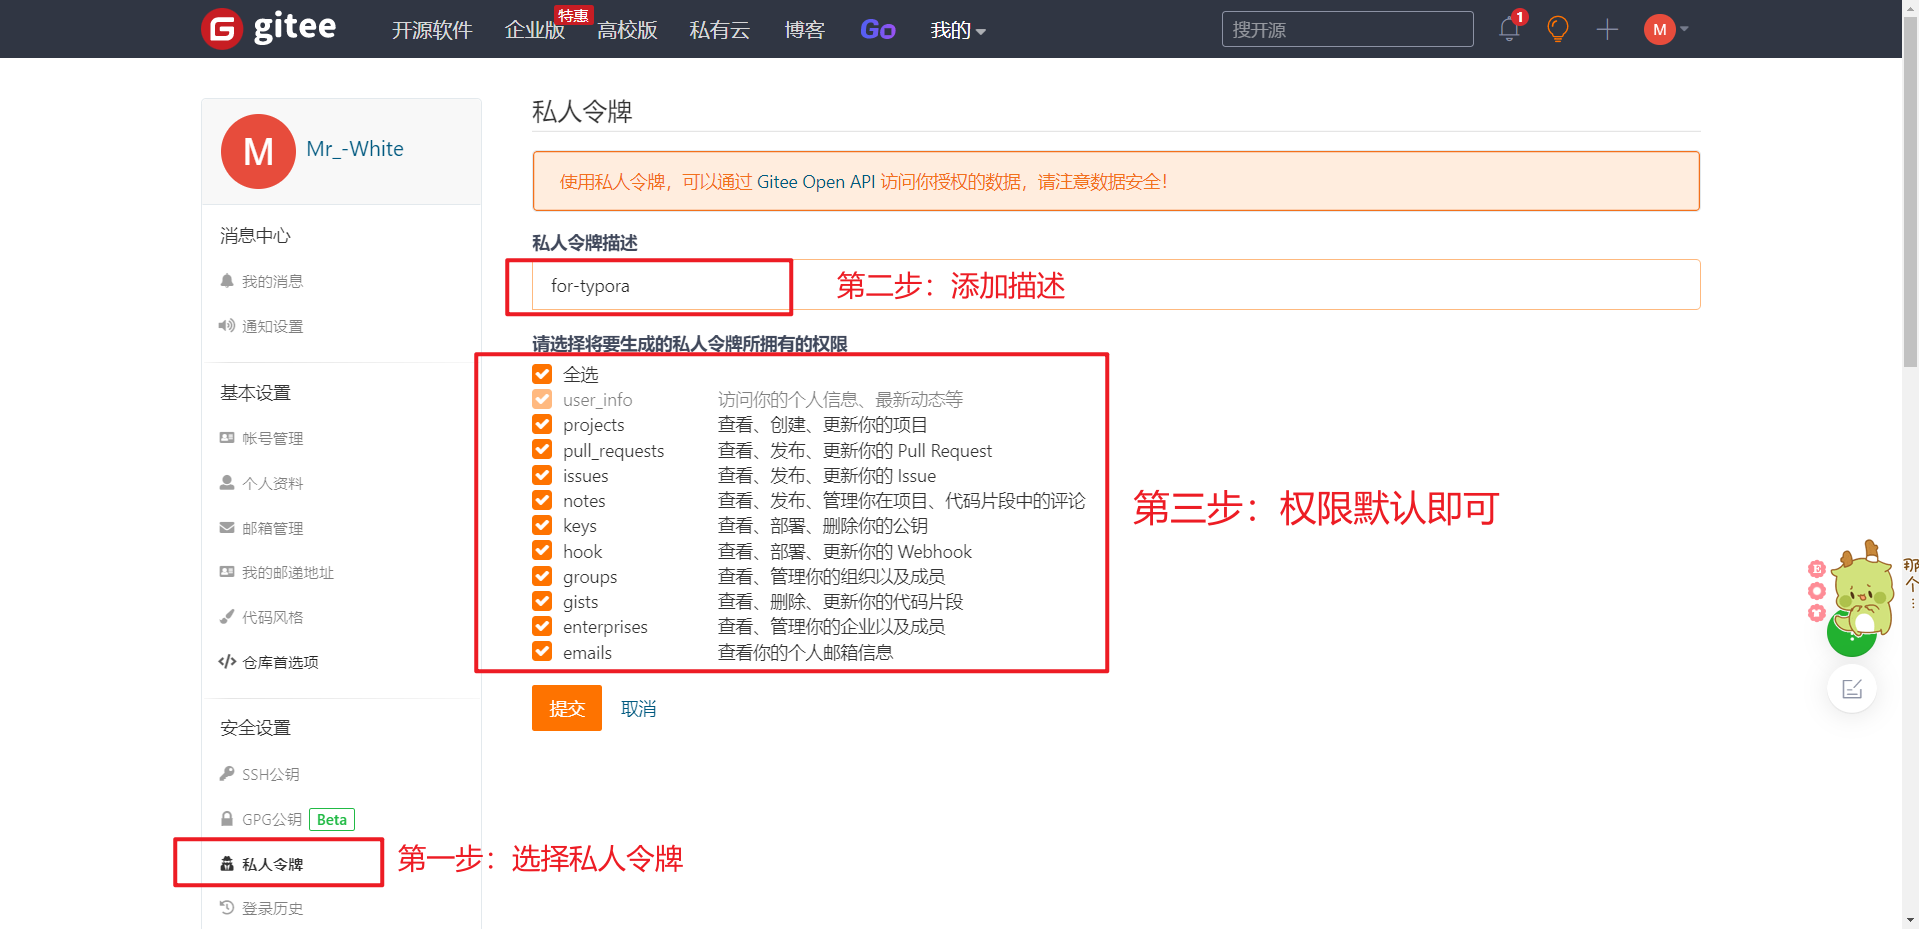 gitee 开源软件 企业版 特惠 高校版 私有云 博客 Go 我的 搜开源 1 M
M Mr_-White
消息中心
我的消息
通知设置
基本设置
帐号管理
个人资料
邮箱管理
我的邮递地址
代码风格
仓库首选项
安全设置
SSH公钥
GPG公钥 Beta
私人令牌
第一步：选择私人令牌
登录历史
私人令牌
使用私人令牌，可以通过 Gitee Open API 访问你授权的数据，请注意数据安全！
私人令牌描述
for-typora
第二步：添加描述
请选择将要生成的私人令牌所拥有的权限
全选
user_info 访问你的个人信息、最新动态等
projects 查看、创建、更新你的项目
pull_requests 查看、发布、更新你的 Pull Request
issues 查看、发布、更新你的 Issue
notes 查看、发布、管理你在项目、代码片段中的评论
keys 查看、部署、删除你的公钥
hook 查看、部署、更新你的 Webhook
groups 查看、管理你的组织以及成员
gists 查看、删除、更新你的代码片段
enterprises 查看、管理你的企业以及成员
emails 查看你的个人邮箱信息
第三步：权限默认即可
提交 取消
那个...